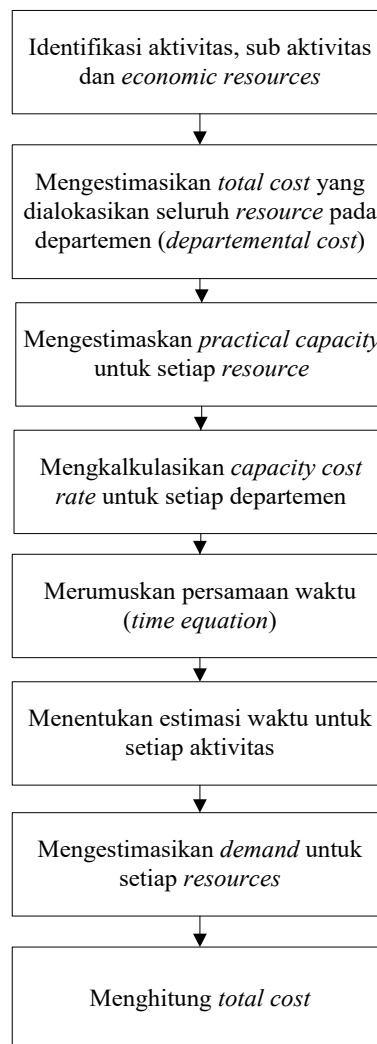 Identifikasi aktivitas, sub aktivitas
dan economic resources
Mengestimasikan total cost yang
dialokasikan seluruh resource pada
departemen (departemental cost)
Mengestimaskan practical capacity
untuk setiap resource
Mengkalkulasikan capacity cost
rate untuk setiap departemen
Merumuskan persamaan waktu
(time equation)
Menentukan estimasi waktu untuk
setiap aktivitas
Mengestimasikan demand untuk
setiap resources
Menghitung total cost